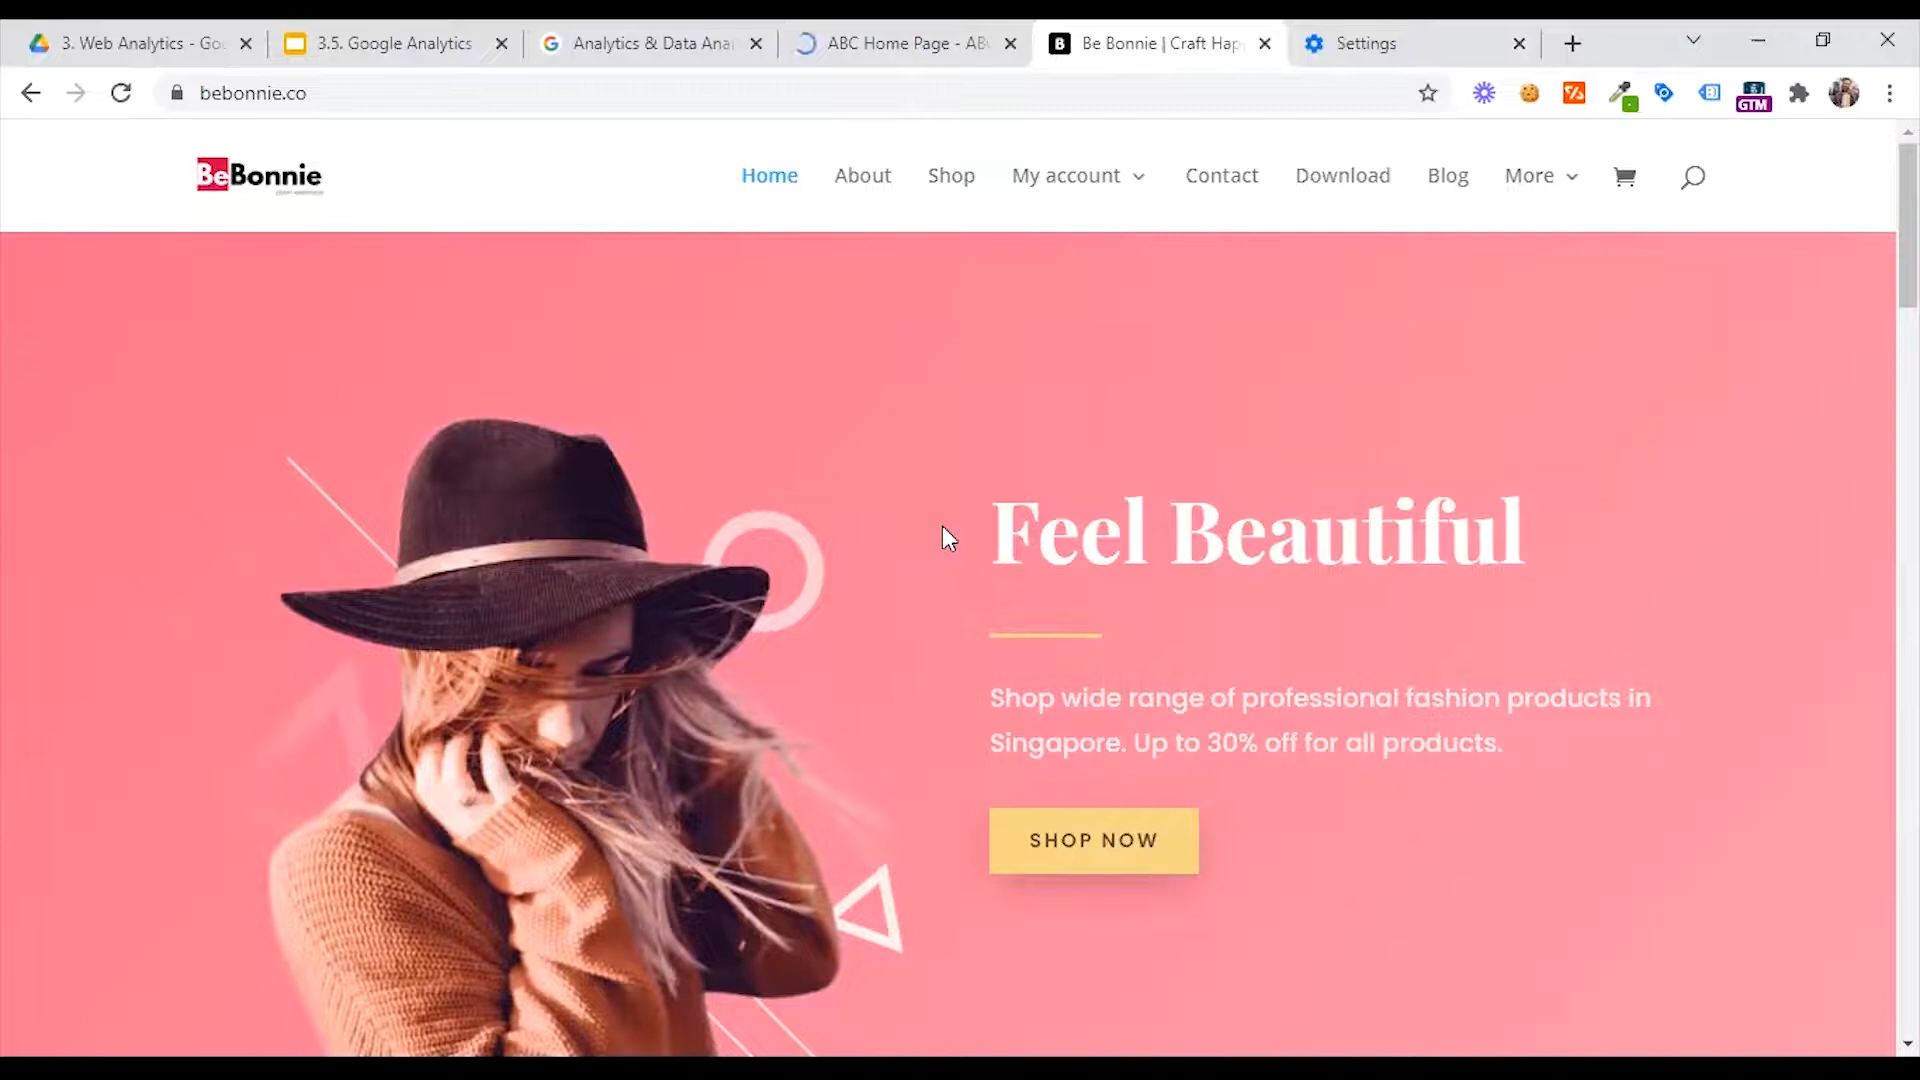 3. Web Analytics - Go
3.5. Google Analytics
Analytics & Data Ana
ABC Home Page - AB
Be Bonnie | Craft Hap
Settings
bebonnie.co
GTM
BeBonnie
Home
About
Shop
My account
Contact
Download
Blog
More
Feel Beautiful
Shop wide range of professional fashion products in
Singapore. Up to 30% off for all products.
SHOP NOW